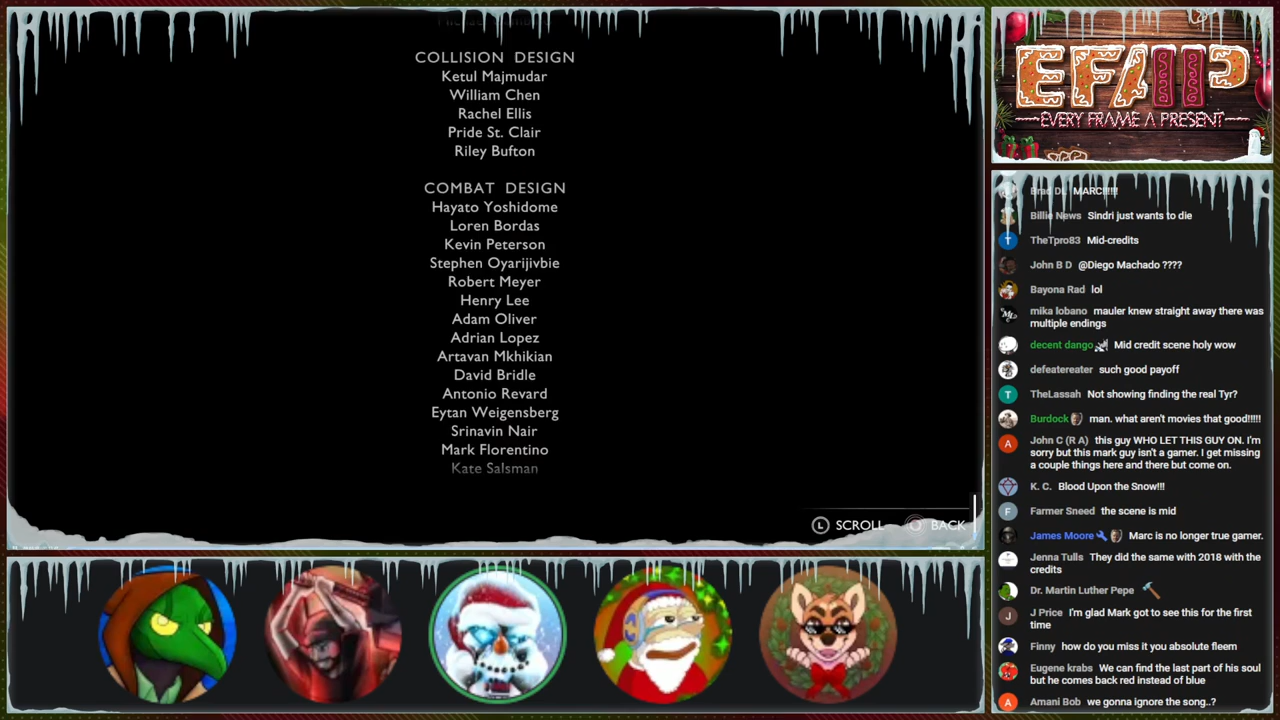 COLLISION DESIGN
Ketul Majmudar
William Chen
Rachel Ellis
Pride St. Clair
Riley Bufton
COMBAT DESIGN
Hayato Yoshidome
Loren Bordas
Kevin Peterson
Stephen Oyarijivbie
Robert Meyer
Henry Lee
Adam Oliver
Adrian Lopez
Artavan Mkhikian
David Bridle
Antonio Revard
Eytan Weigensberg
Srinavin Nair
Mark Florentino
Kate Salsman
L SCROLL BACK
EFAP
EVERY FRAME A PRESENT
Brad DL MARC!!!!!
Billie News Sindri just wants to die
T TheTpro83 Mid-credits
John B D @Diego Machado ????
Bayona Rad lol
mika lobano mauler knew straight away there was
multiple endings
decent dango Mid credit scene holy wow
defeatereater such good payoff
T TheLassah Not showing finding the real Tyr?
Burdock man. what aren't movies that good!!!!!
A John C (R A) this guy WHO LET THIS GUY ON. I'm
sorry but this mark guy isn't a gamer. I get missing
a couple things here and there but come on.
K. C. Blood Upon the Snow!!!
F Farmer Sneed the scene is mid
James Moore Marc is no longer true gamer.
Jenna Tulls They did the same with 2018 with the
credits
Dr. Martin Luther Pepe
J J Price I'm glad Mark got to see this for the first
time
Finny how do you miss it you absolute fleem
Eugene krabs We can find the last part of his soul
but he comes back red instead of blue
A Amani Bob we gonna ignore the song..?